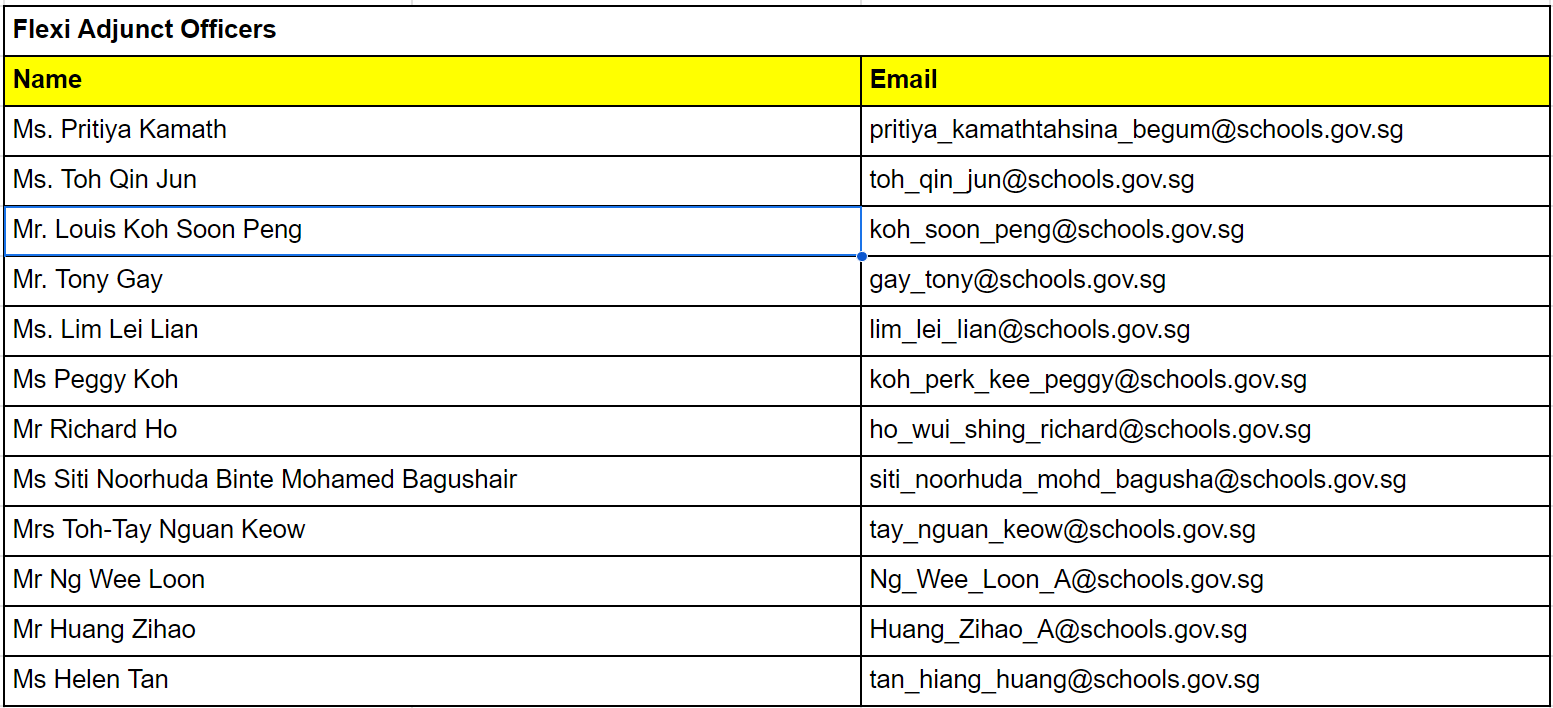 Flexi Adjunct Officers
Name Email
Ms. Pritiya Kamath pritiya_kamathtahsina_begum@schools.gov.sg
Ms. Toh Qin Jun toh_qin_jun@schools.gov.sg
Mr. Louis Koh Soon Peng koh_soon_peng@schools.gov.sg
Mr. Tony Gay gay_tony@schools.gov.sg
Ms. Lim Lei Lian lim_lei_lian@schools.gov.sg
Ms Peggy Koh koh_perk_kee_peggy@schools.gov.sg
Mr Richard Ho ho_wui_shing_richard@schools.gov.sg
Ms Siti Noorhuda Binte Mohamed Bagushair siti_noorhuda_mohd_bagusha@schools.gov.sg
Mrs Toh-Tay Nguan Keow tay_nguan_keow@schools.gov.sg
Mr Ng Wee Loon Ng_Wee_Loon_A@schools.gov.sg
Mr Huang Zihao Huang_Zihao_A@schools.gov.sg
Ms Helen Tan tan_hiang_huang@schools.gov.sg